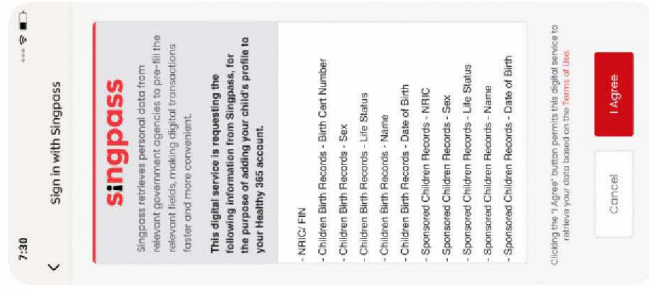 7:30
Sign in with Singpass
singpass
Singpass retrieves personal data from
relevant government agencies to pre-fill the
relevant fields, making digital transactions
faster and more convenient.
This digital service is requesting the
following information from Singpass, for
the purpose of adding your child's profile to
your Healthy 365 account.
- NRIC/ FIN
- Children Birth Records - Birth Cert Number
- Children Birth Records - Sex
- Children Birth Records - Life Status
- Children Birth Records - Name
- Children Birth Records - Date of Birth
- Sponsored Children Records - NRIC
- Sponsored Children Records - Sex
- Sponsored Children Records - Life Status
- Sponsored Children Records - Name
- Sponsored Children Records - Date of Birth
Clicking the "I Agree" button permits this digital service to
retrieve your data based on the Terms of Use.
Cancel
I Agree